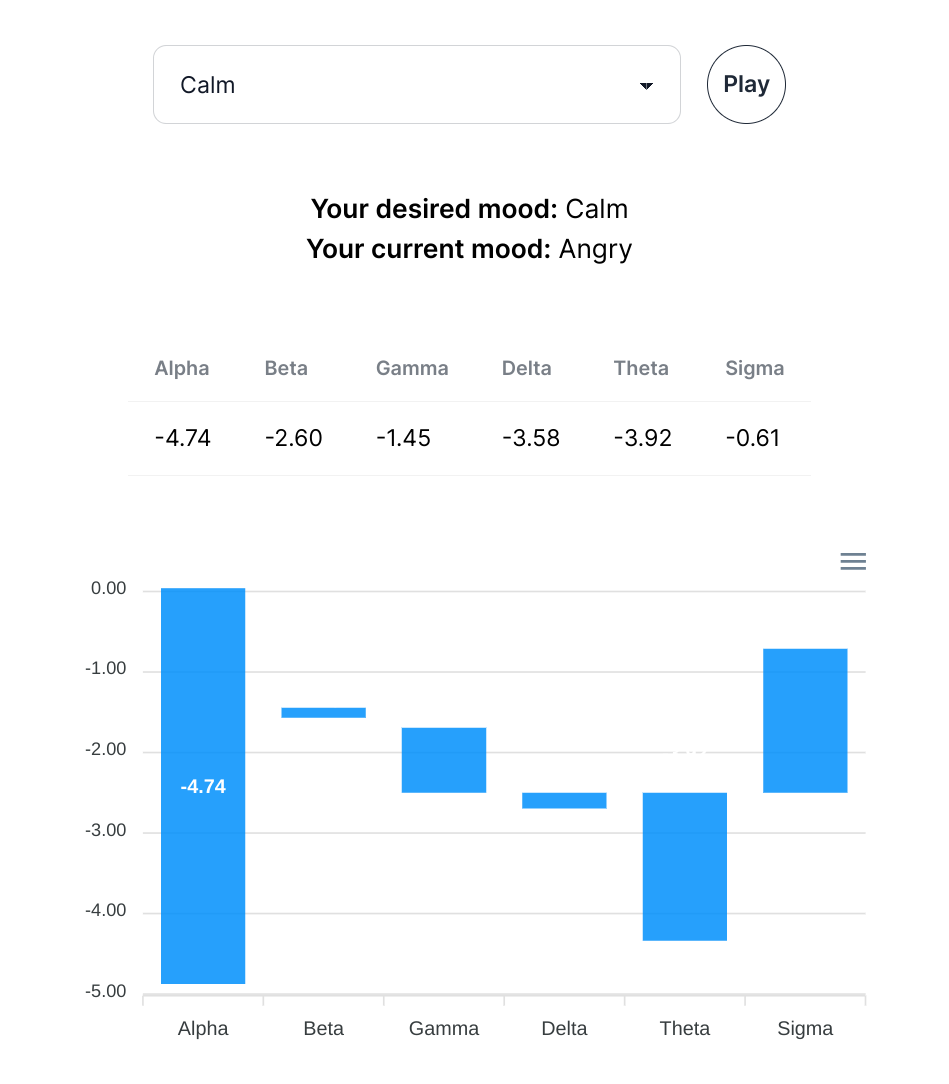 Calm
Play
Your desired mood: Calm
Your current mood: Angry
Alpha Beta Gamma Delta Theta Sigma
-4.74 -2.60 -1.45 -3.58 -3.92 -0.61
0.00
-1.00
-2.00
-3.00
-4.00
-5.00
-4.74
Alpha Beta Gamma Delta Theta Sigma